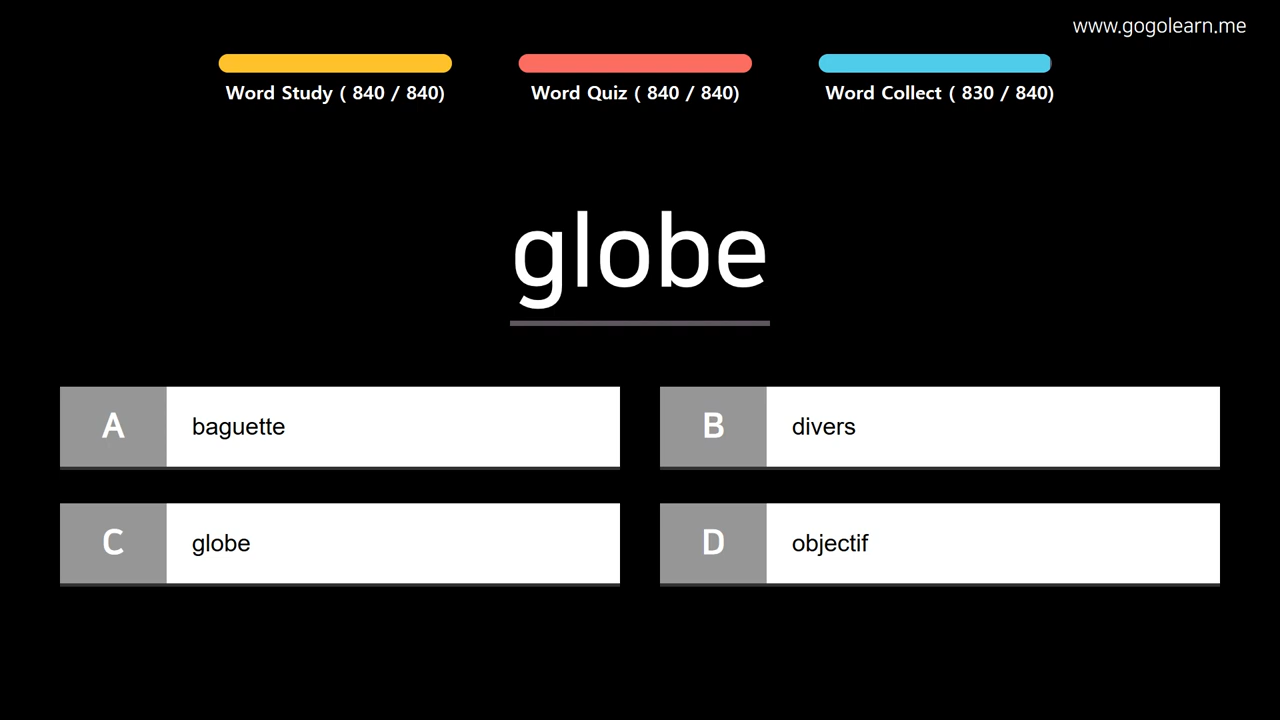 www.gogolearn.me
Word Study ( 840 / 840)
Word Quiz ( 840 / 840)
Word Collect ( 830 / 840)
globe
A baguette
B divers
C globe
D objectif